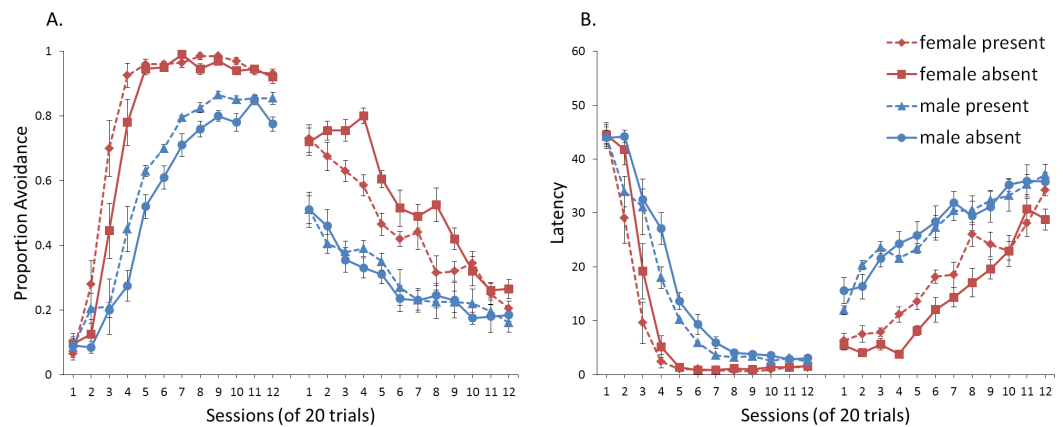 A.
B.
Proportion Avoidance
1
0.8
0.6
0.4
0.2
0
1 2 3 4 5 6 7 8 9 10 11 12
1 2 3 4 5 6 7 8 9 10 11 12
Sessions (of 20 trials)
Latency
60
50
40
30
20
10
0
female present
female absent
male present
male absent
1 2 3 4 5 6 7 8 9 10 11 12
1 2 3 4 5 6 7 8 9 10 11 12
Sessions (of 20 trials)